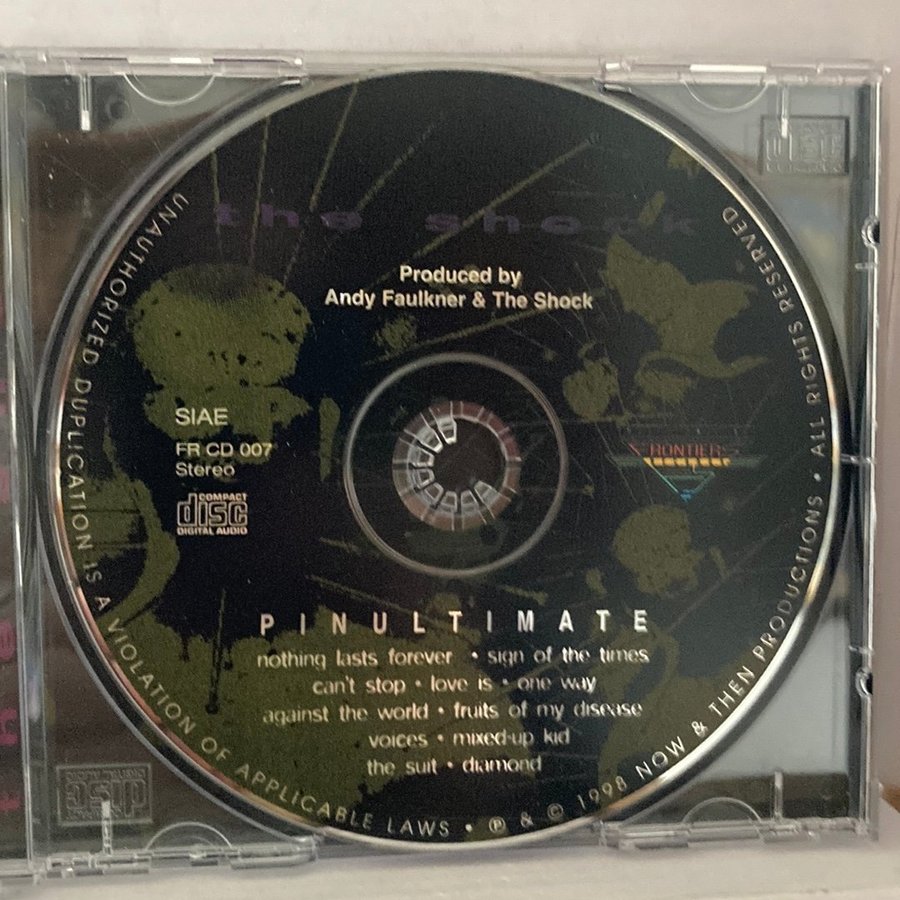 the shock
Produced by
Andy Faulkner & The Shock
SIAE
FR CD 007
Stereo
COMPACT
disc
DIGITAL AUDIO
FRONTIER
PINULTIMATE
nothing lasts forever • sign of the times
can't stop • love is • one way
against the world • fruits of my disease
voices • mixed-up kid
the suit • diamond
UNAUTHORIZED DUPLICATION IS A VIOLATION OF APPLICABLE LAWS • ℗ & © 1998 NOW & THEN PRODUCTIONS • ALL RIGHTS RESERVED